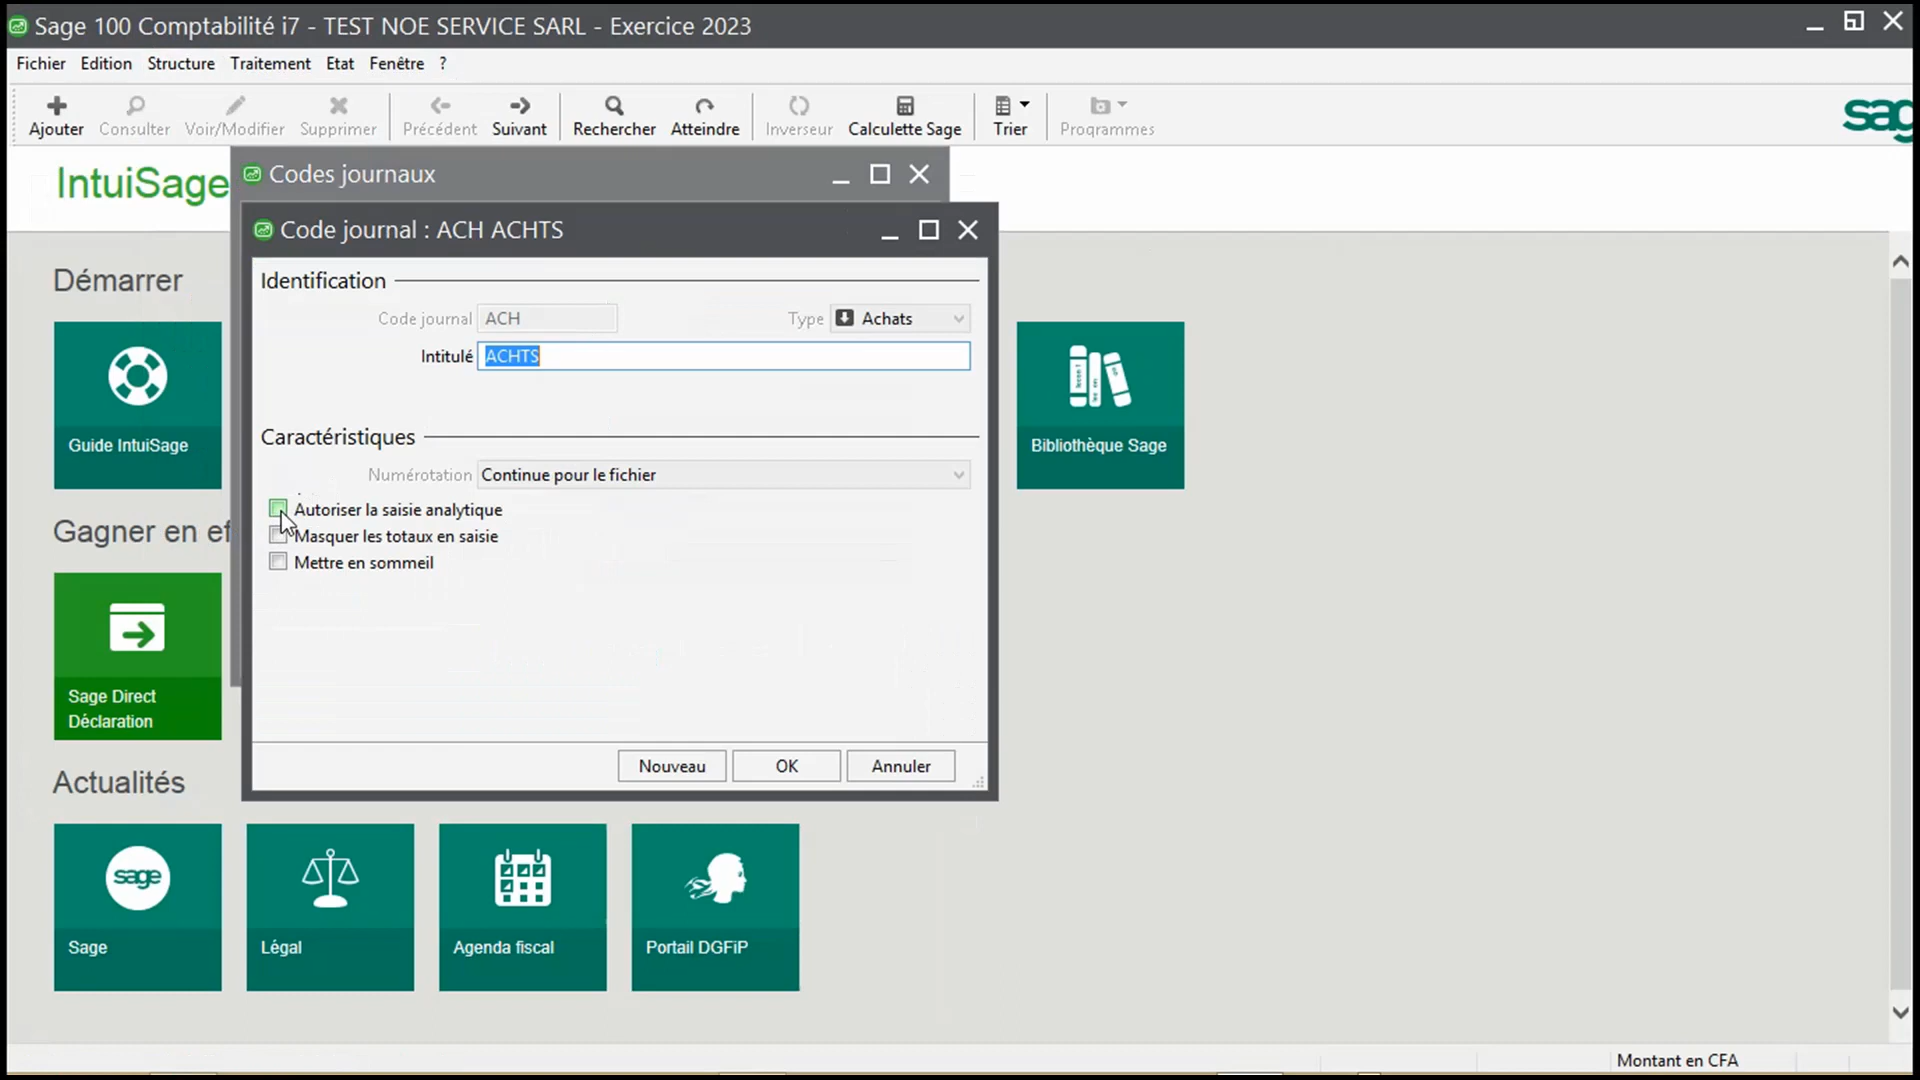 Sage 100 Comptabilité i7 - TEST NOE SERVICE SARL - Exercice 2023
Fichier Edition Structure Traitement Etat Fenêtre ?
Ajouter Consulter Voir/Modifier Supprimer Précédent Suivant Rechercher Atteindre Inverseur Calculette Sage Trier Programmes
sag
IntuiSage
Codes journaux
Code journal : ACH ACHTS
Identification
Code journal ACH Type Achats
Intitulé ACHTS
Caractéristiques
Numérotation Continue pour le fichier
Autoriser la saisie analytique
Masquer les totaux en saisie
Mettre en sommeil
Nouveau OK Annuler
Démarrer
Guide IntuiSage
Bibliothèque Sage
Gagner en ef
Sage Direct
Déclaration
Actualités
sage
Sage
Légal
Agenda fiscal
Portail DGFiP
Montant en CFA